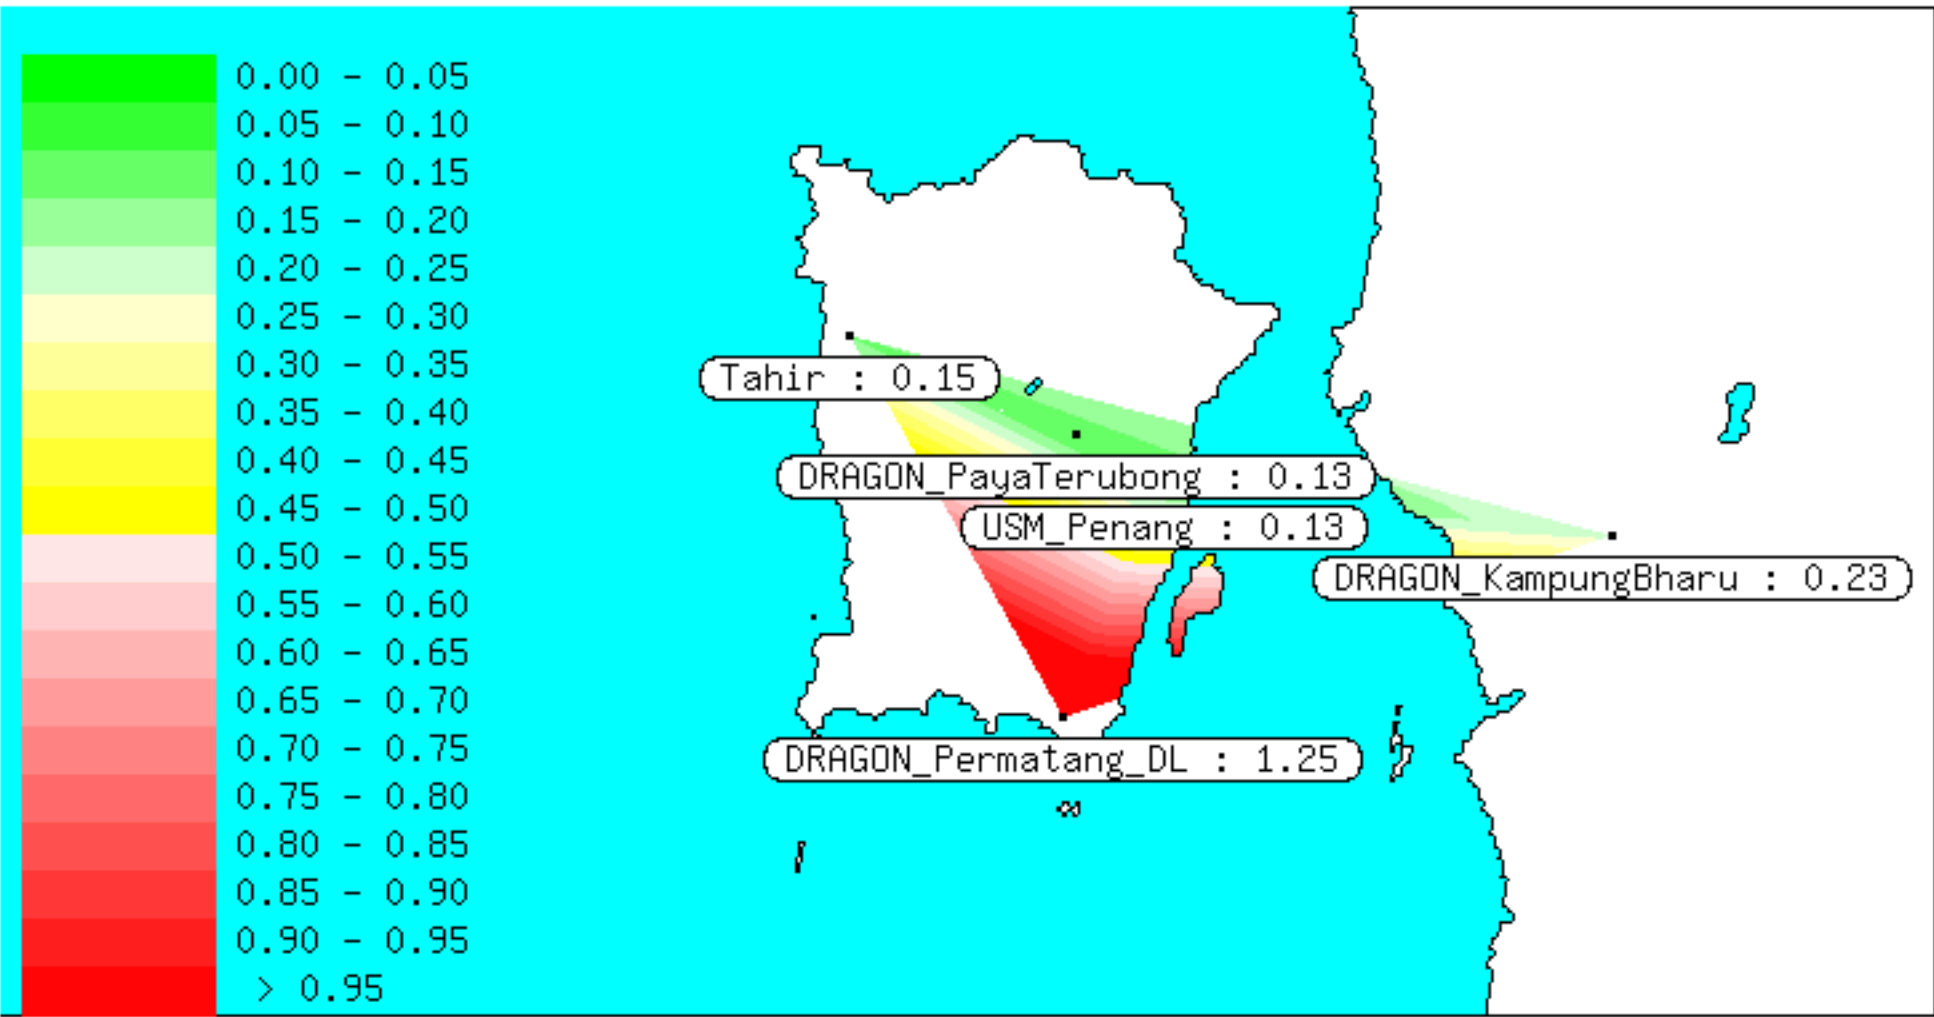 0.00 - 0.05
0.05 - 0.10
0.10 - 0.15
0.15 - 0.20
0.20 - 0.25
0.25 - 0.30
0.30 - 0.35
0.35 - 0.40
0.40 - 0.45
0.45 - 0.50
0.50 - 0.55
0.55 - 0.60
0.60 - 0.65
0.65 - 0.70
0.70 - 0.75
0.75 - 0.80
0.80 - 0.85
0.85 - 0.90
0.90 - 0.95
> 0.95
Tahir : 0.15
DRAGON_PayaTerubong : 0.13
USM_Penang : 0.13
DRAGON_KampungBharu : 0.23
DRAGON_Permatang_DL : 1.25